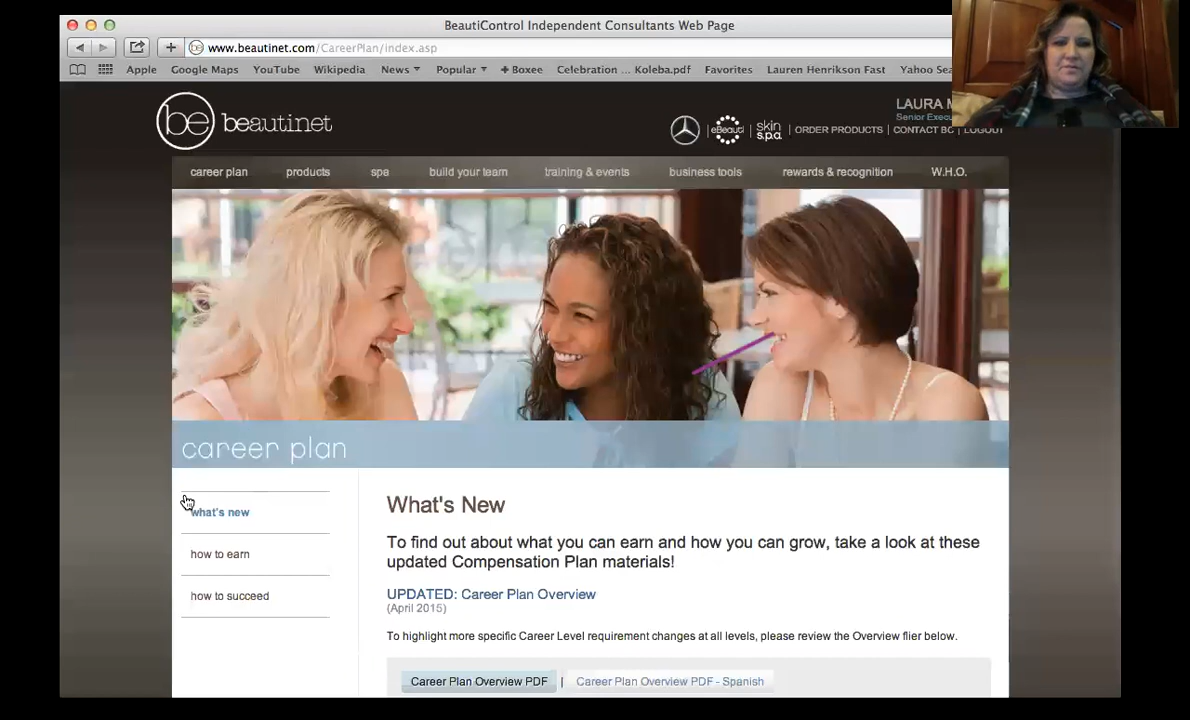 BeautiControl Independent Consultants Web Page
www.beautinet.com/CareerPlan/index.asp
Apple Google Maps YouTube Wikipedia News Popular +Boxee Celebration ... Koleba.pdf Favorites Lauren Henrikson Fast Yahoo Sea
be beautinet
LAURA M
Senior Execu
eBeauti skin s.p.a. | ORDER PRODUCTS | CONTACT BC | LOGOUT
career plan products spa build your team training & events business tools rewards & recognition W.H.O.
career plan
what's new
how to earn
how to succeed
What's New
To find out about what you can earn and how you can grow, take a look at these
updated Compensation Plan materials!
UPDATED: Career Plan Overview
(April 2015)
To highlight more specific Career Level requirement changes at all levels, please review the Overview flier below.
Career Plan Overview PDF | Career Plan Overview PDF - Spanish